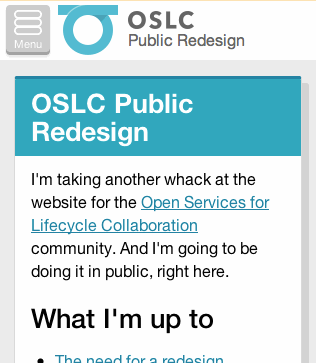 Menu
OSLC
Public Redesign
OSLC Public
Redesign
I'm taking another whack at the
website for the Open Services for
Lifecycle Collaboration
community. And I'm going to be
doing it in public, right here.
What I'm up to
• The need for a redesign